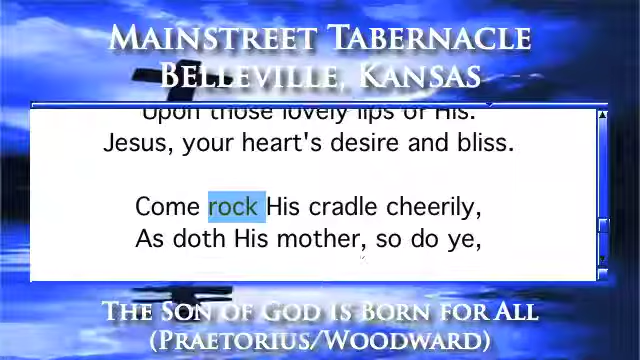 MAINSTREET TABERNACLE
BELLEVILLE, KANSAS
Upon those lovely lips of His.
Jesus, your heart's desire and bliss.
Come rock His cradle cheerily,
As doth His mother, so do ye,
THE SON OF GOD IS BORN FOR ALL
(PRAETORIUS/WOODWARD)